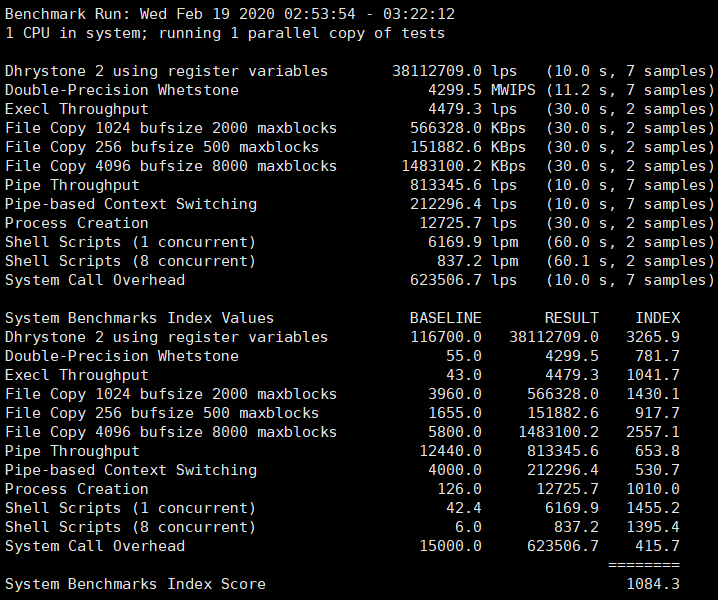 Benchmark Run: Wed Feb 19 2020 02:53:54 - 03:22:12
1 CPU in system; running 1 parallel copy of tests

Dhrystone 2 using register variables       38112709.0 lps   (10.0 s, 7 samples)
Double-Precision Whetstone                     4299.5 MWIPS (11.2 s, 7 samples)
Execl Throughput                               4479.3 lps   (30.0 s, 2 samples)
File Copy 1024 bufsize 2000 maxblocks        566328.0 KBps  (30.0 s, 2 samples)
File Copy 256 bufsize 500 maxblocks          151882.6 KBps  (30.0 s, 2 samples)
File Copy 4096 bufsize 8000 maxblocks       1483100.2 KBps  (30.0 s, 2 samples)
Pipe Throughput                              813345.6 lps   (10.0 s, 7 samples)
Pipe-based Context Switching                 212296.4 lps   (10.0 s, 7 samples)
Process Creation                              12725.7 lps   (30.0 s, 2 samples)
Shell Scripts (1 concurrent)                   6169.9 lpm   (60.0 s, 2 samples)
Shell Scripts (8 concurrent)                    837.2 lpm   (60.1 s, 2 samples)
System Call Overhead                         623506.7 lps   (10.0 s, 7 samples)

System Benchmarks Index Values               BASELINE       RESULT    INDEX
Dhrystone 2 using register variables         116700.0   38112709.0   3265.9
Double-Precision Whetstone                       55.0       4299.5    781.7
Execl Throughput                                 43.0       4479.3   1041.7
File Copy 1024 bufsize 2000 maxblocks          3960.0     566328.0   1430.1
File Copy 256 bufsize 500 maxblocks            1655.0     151882.6    917.7
File Copy 4096 bufsize 8000 maxblocks          5800.0    1483100.2   2557.1
Pipe Throughput                               12440.0     813345.6    653.8
Pipe-based Context Switching                   4000.0     212296.4    530.7
Process Creation                                126.0      12725.7   1010.0
Shell Scripts (1 concurrent)                     42.4       6169.9   1455.2
Shell Scripts (8 concurrent)                      6.0        837.2   1395.4
System Call Overhead                          15000.0     623506.7    415.7
                                                                   ========
System Benchmarks Index Score                                        1084.3